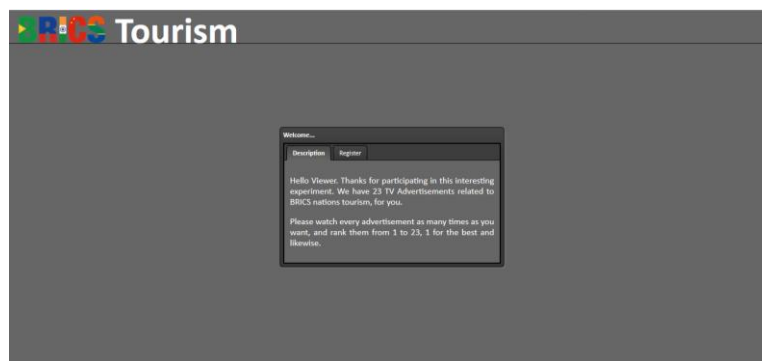 BRICS Tourism
Welcome...
Description Register
Hello Viewer. Thanks for participating in this interesting
experiment. We have 23 TV Advertisements related to
BRICS nations tourism, for you.
Please watch every advertisement as many times as you
want, and rank them from 1 to 23, 1 for the best and
likewise.